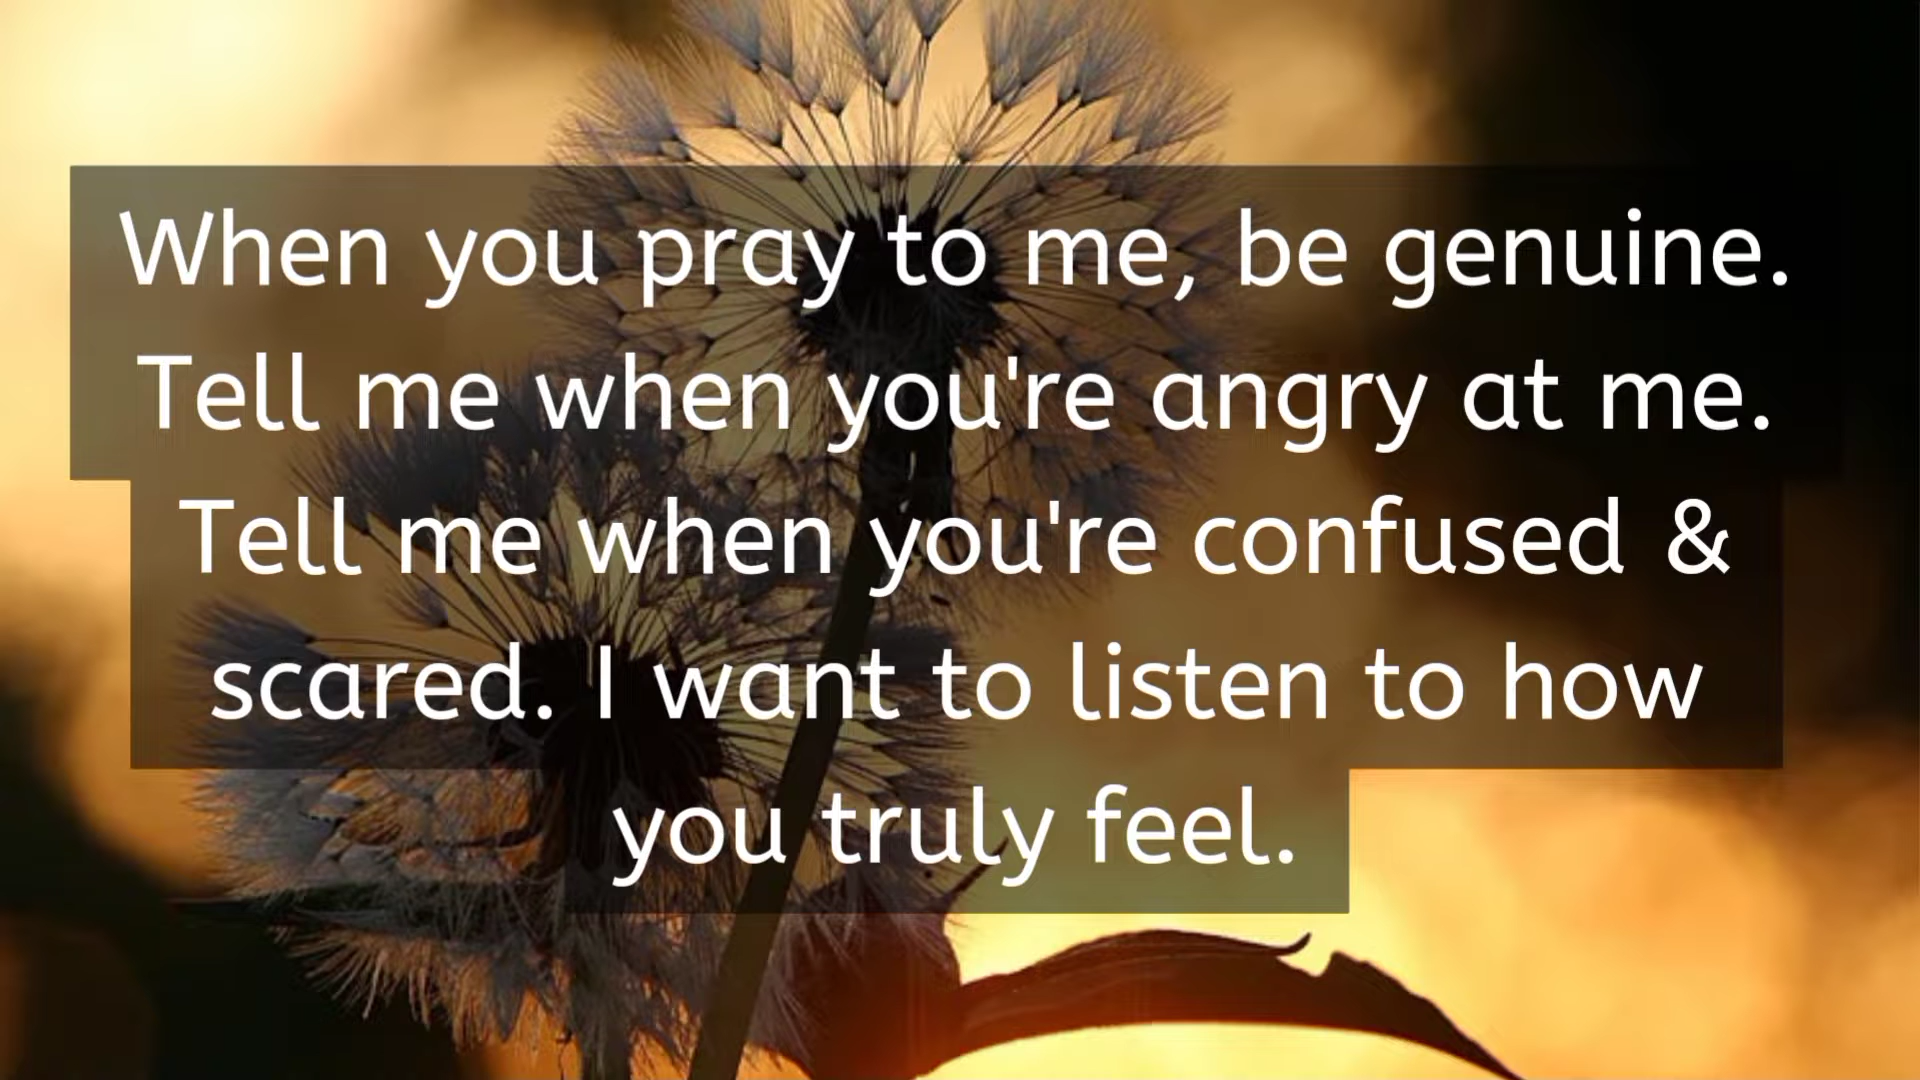 When you pray to me, be genuine.
Tell me when you're angry at me.
Tell me when you're confused &
scared. I want to listen to how
you truly feel.